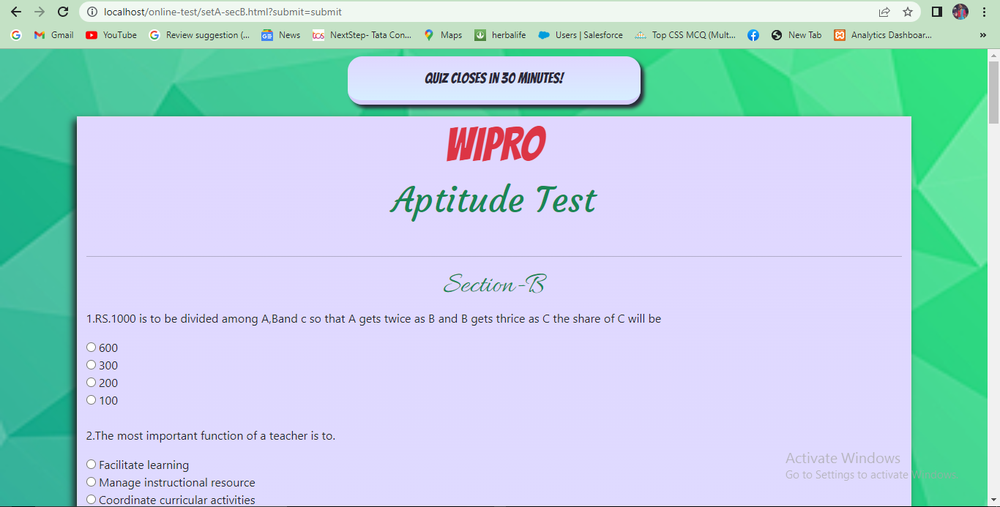 localhost/online-test/setA-secB.html?submit=submit
Gmail YouTube Review suggestion (... News tcs NextStep- Tata Con... Maps herbalife Users | Salesforce Top CSS MCQ (Mult... New Tab Analytics Dashboar... »
QUIZ CLOSES IN 30 MINUTES!
WIPRO
Aptitude Test
Section-B
1.RS.1000 is to be divided among A,Band c so that A gets twice as B and B gets thrice as C the share of C will be
600
300
200
100
2.The most important function of a teacher is to.
Facilitate learning
Manage instructional resource
Coordinate curricular activities
Activate Windows
Go to Settings to activate Windows.